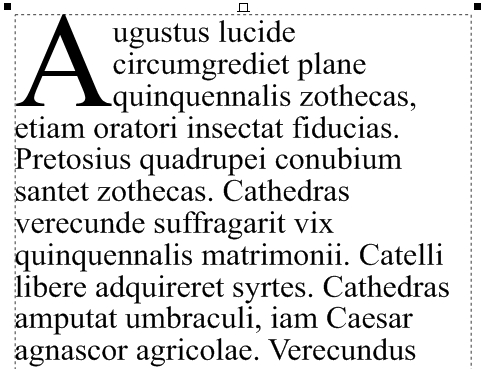 Augustus lucide
circumgrediet plane
quinquennalis zothecas,
etiam oratori insectat fiducias.
Pretosius quadrupei conubium
santet zothecas. Cathedras
verecunde suffragarit vix
quinquennalis matrimonii. Catelli
libere adquireret syrtes. Cathedras
amputat umbraculi, iam Caesar
agnascor agricolae. Verecundus